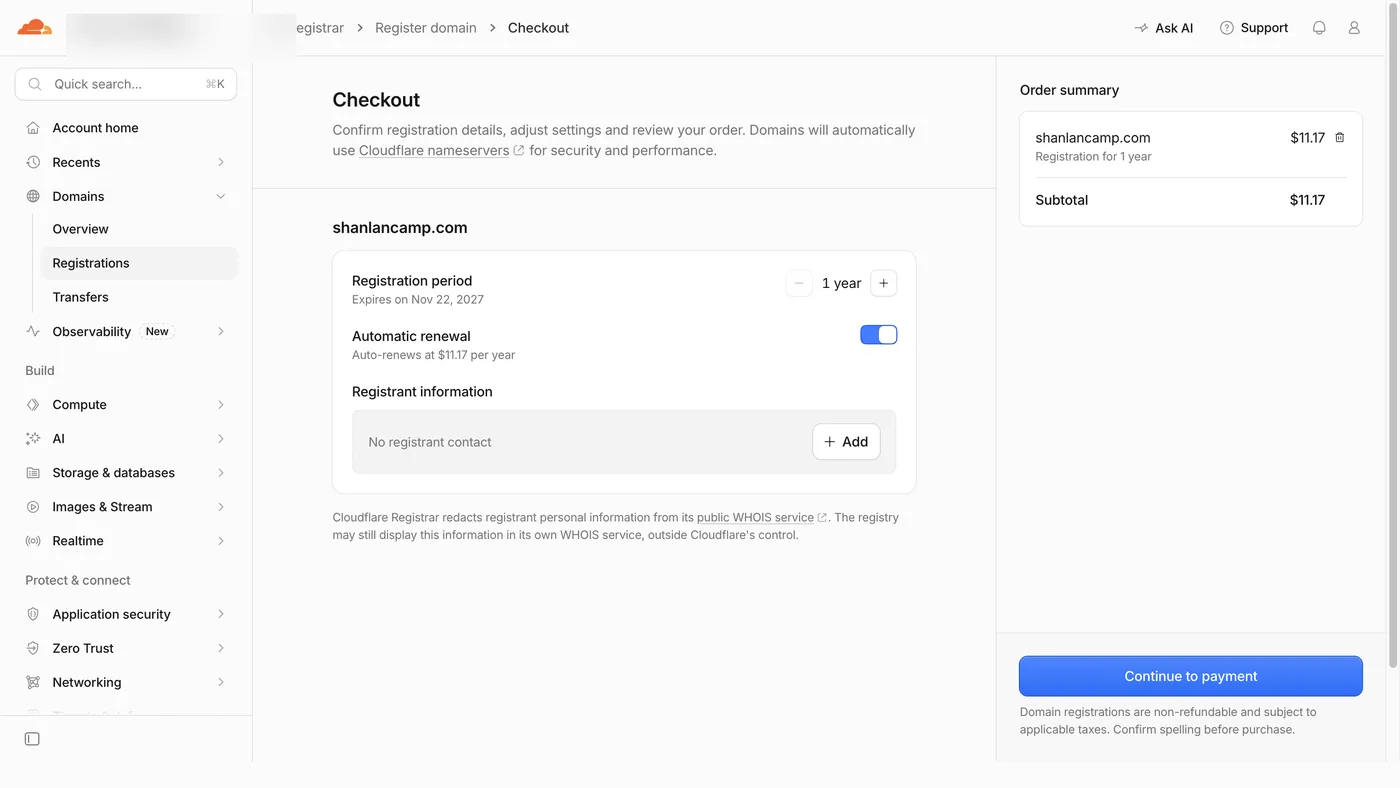 Register domain
Checkout
Ask AI
Support
Quick search...
⌘K
Account home
Recents
Domains
Overview
Registrations
Transfers
Observability New
Build
Compute
AI
Storage & databases
Images & Stream
Realtime
Protect & connect
Application security
Zero Trust
Networking
Checkout
Confirm registration details, adjust settings and review your order. Domains will automatically
use Cloudflare nameservers for security and performance.
shanlancamp.com
Registration period
Expires on Nov 22, 2027
1 year
Automatic renewal
Auto-renews at $11.17 per year
Registrant information
No registrant contact
Add
Cloudflare Registrar redacts registrant personal information from its public WHOIS service. The registry
may still display this information in its own WHOIS service, outside Cloudflare's control.
Order summary
shanlancamp.com $11.17
Registration for 1 year
Subtotal $11.17
Continue to payment
Domain registrations are non-refundable and subject to
applicable taxes. Confirm spelling before purchase.